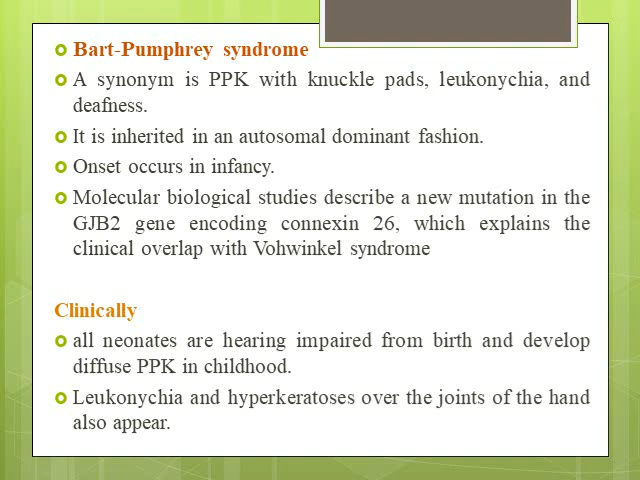 Bart-Pumphrey syndrome
A synonym is PPK with knuckle pads, leukonychia, and
deafness.
It is inherited in an autosomal dominant fashion.
Onset occurs in infancy.
Molecular biological studies describe a new mutation in the
GJB2 gene encoding connexin 26, which explains the
clinical overlap with Vohwinkel syndrome
Clinically
all neonates are hearing impaired from birth and develop
diffuse PPK in childhood.
Leukonychia and hyperkeratoses over the joints of the hand
also appear.